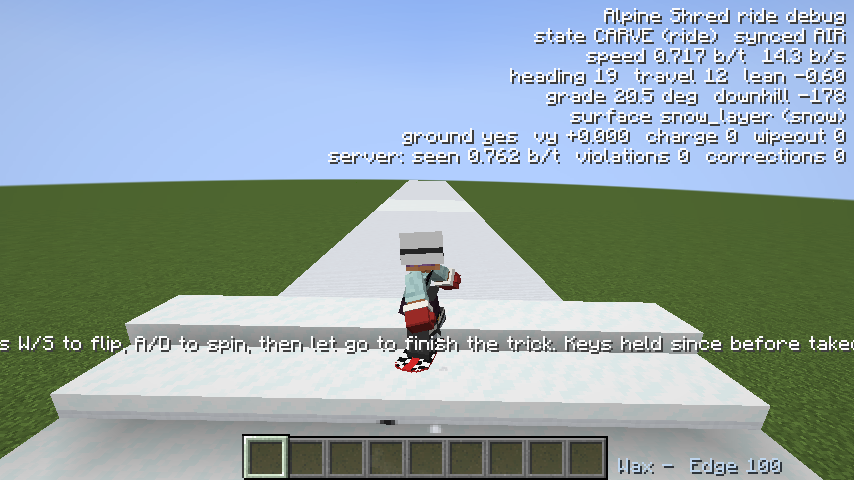 Alpine Shred ride debug
state CARVE (ride) synced AIR
speed 0.717 b/t 14.3 b/s
heading 19 travel 12 lean -0.60
grade 20.5 deg downhill -178
surface snow_layer (snow)
ground yes vy +0.000 charge 0 wipeout 0
server: seen 0.762 b/t violations 0 corrections 0
s W/S to flip, A/D to spin, then let go to finish the trick. Keys held since before takeo
Wax - Edge 100